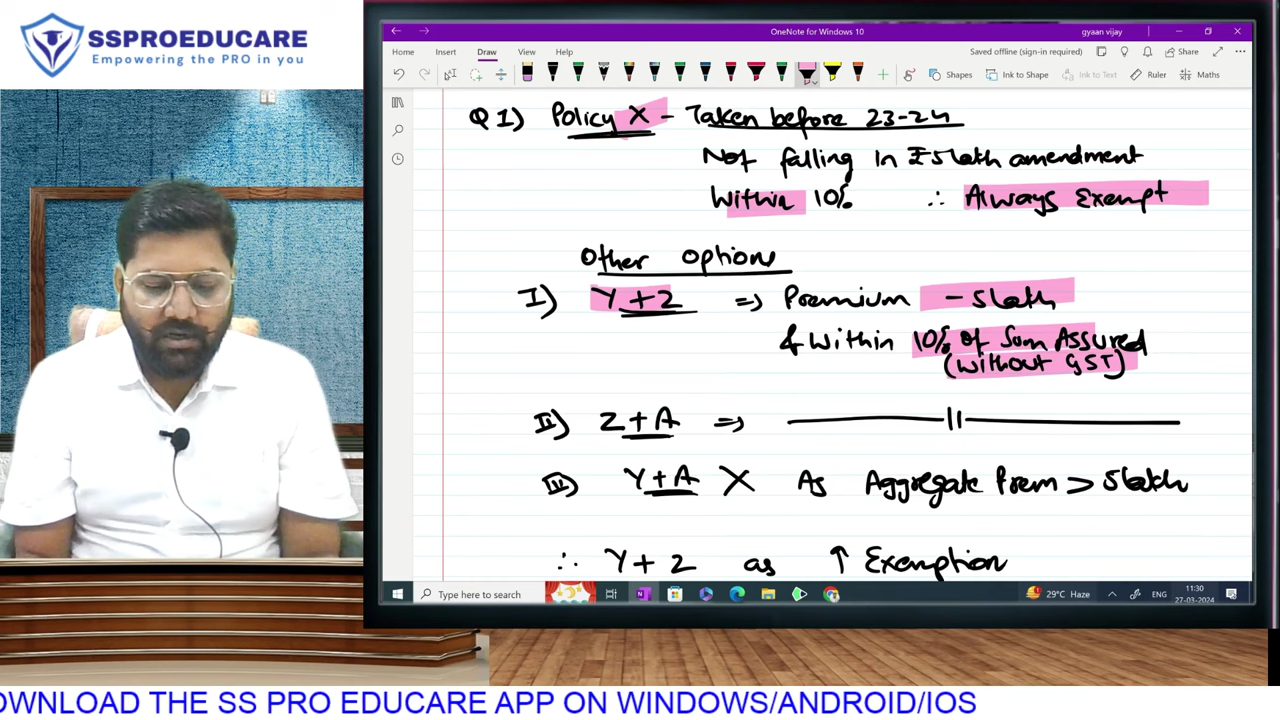 SSPROEDUCARE
Empowering the PRO in you
OneNote for Windows 10
gyaan vijay
Home Insert Draw View Help
Saved offline (sign-in required)
Share
Shapes
Ink to Shape
Ink to Text
Ruler
Maths
Q 1) Policy X - Taken before 23-24
Not falling in ₹5lakh amendment
Within 10% ∴ Always Exempt
Other options
I) Y + Z => Premium - 5lakh
& within 10% of Sum Assured
(without GST)
II) Z + A => —— 11 ——
III) Y + A X As Aggregate Prem > 5lakh
∴ Y + Z as ↑ Exemption
Type here to search
29°C Haze
ENG
11:30
27-03-2024
OWNLOAD THE SS PRO EDUCARE APP ON WINDOWS/ANDROID/IOS